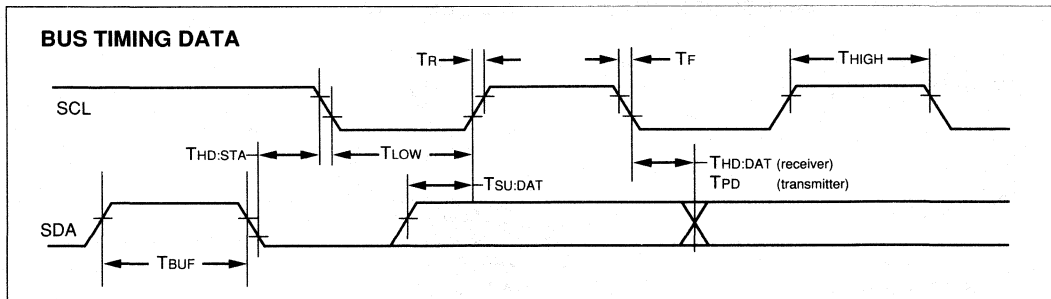 BUS TIMING DATA
TR
TF
THIGH
SCL
THD:STA
TLOW
THD:DAT (receiver)
TSU:DAT
TPD (transmitter)
SDA
TBUF